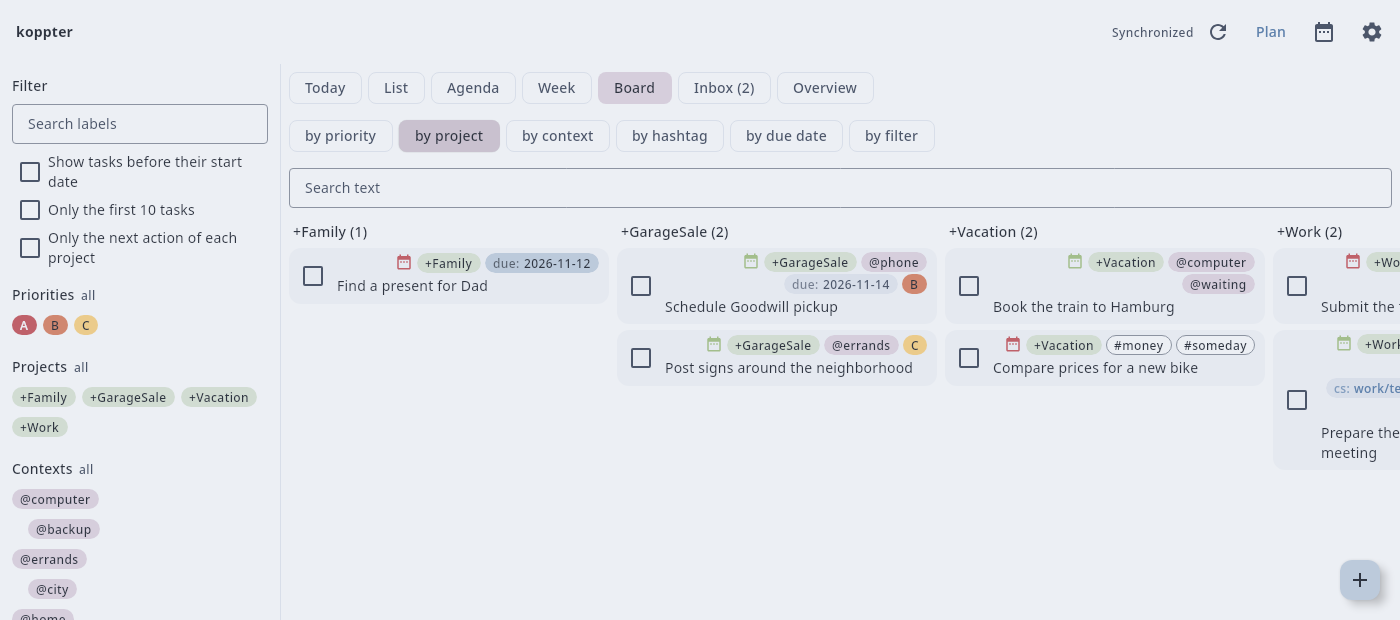 koppter
Synchronized
Plan
Filter
Search labels
Show tasks before their start
date
Only the first 10 tasks
Only the next action of each
project
Priorities all
A B C
Projects all
+Family +GarageSale +Vacation
+Work
Contexts all
@computer
@backup
@errands
@city
@home
Today List Agenda Week Board Inbox (2) Overview
by priority by project by context by hashtag by due date by filter
Search text
+Family (1)
+Family due: 2026-11-12
Find a present for Dad
+GarageSale (2)
+GarageSale @phone
due: 2026-11-14 B
Schedule Goodwill pickup
+GarageSale @errands C
Post signs around the neighborhood
+Vacation (2)
+Vacation @computer
@waiting
Book the train to Hamburg
+Vacation #money #someday
Compare prices for a new bike
+Work (2)
+Wo
Submit the
+Work
cs: work/te
Prepare the
meeting